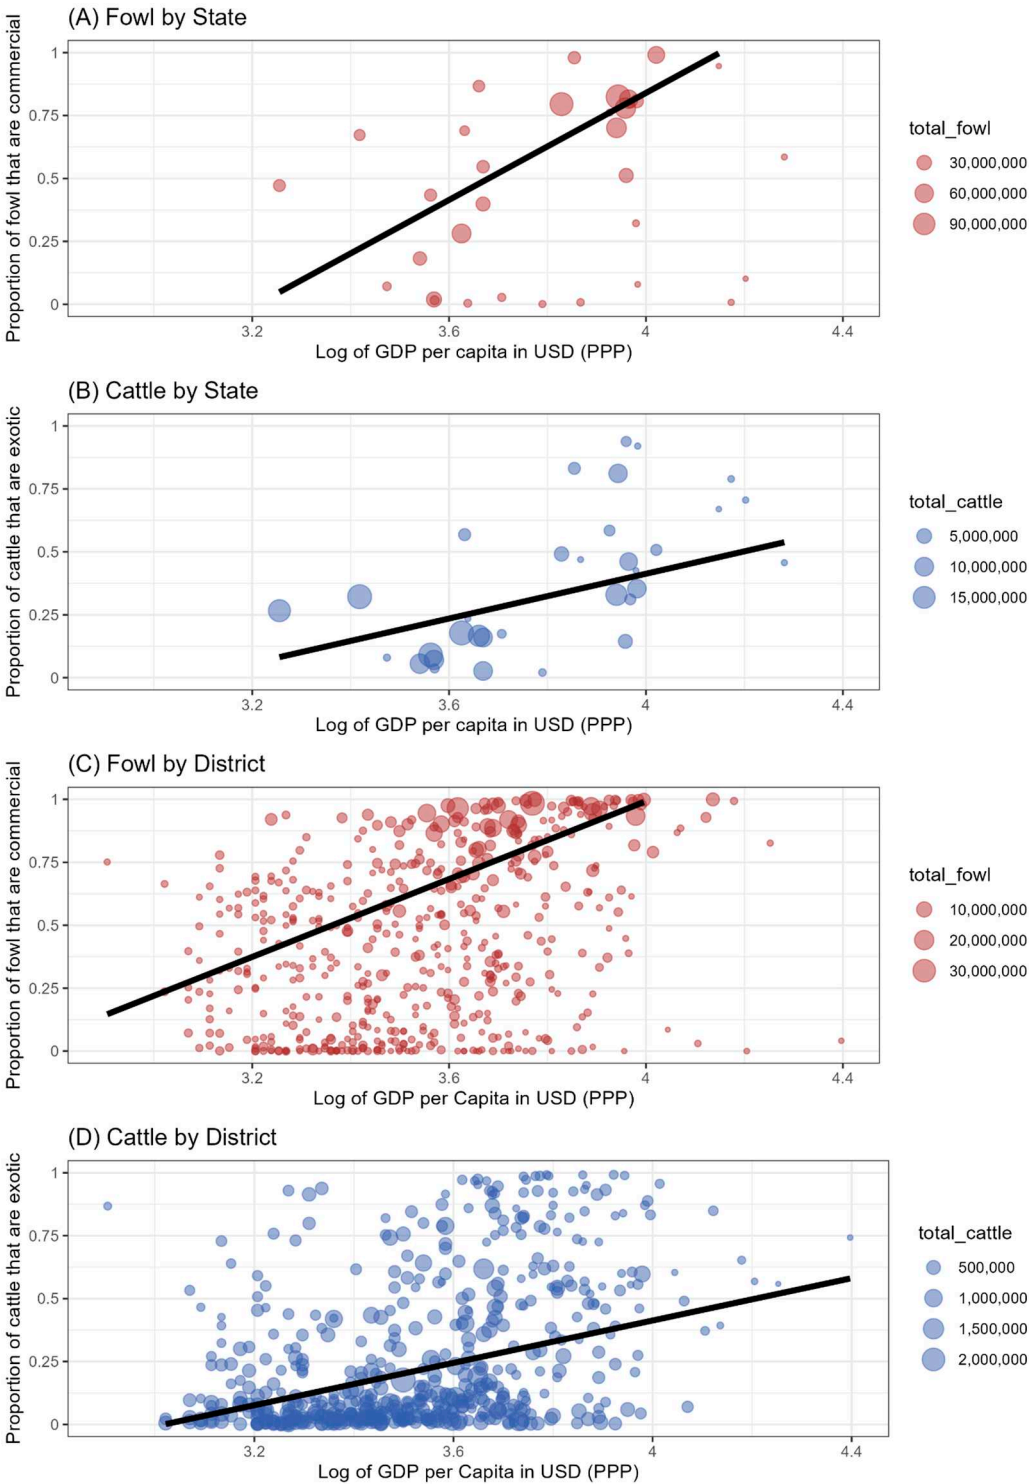 (A) Fowl by State
Proportion of fowl that are commercial
1
0.75
0.5
0.25
0
3.2 3.6 4 4.4
Log of GDP per capita in USD (PPP)
total_fowl
30,000,000
60,000,000
90,000,000
(B) Cattle by State
Proportion of cattle that are exotic
1
0.75
0.5
0.25
0
3.2 3.6 4 4.4
Log of GDP per capita in USD (PPP)
total_cattle
5,000,000
10,000,000
15,000,000
(C) Fowl by District
Proportion of fowl that are commercial
1
0.75
0.5
0.25
0
3.2 3.6 4 4.4
Log of GDP per Capita in USD (PPP)
total_fowl
10,000,000
20,000,000
30,000,000
(D) Cattle by District
Proportion of cattle that are exotic
1
0.75
0.5
0.25
0
3.2 3.6 4 4.4
Log of GDP per Capita in USD (PPP)
total_cattle
500,000
1,000,000
1,500,000
2,000,000